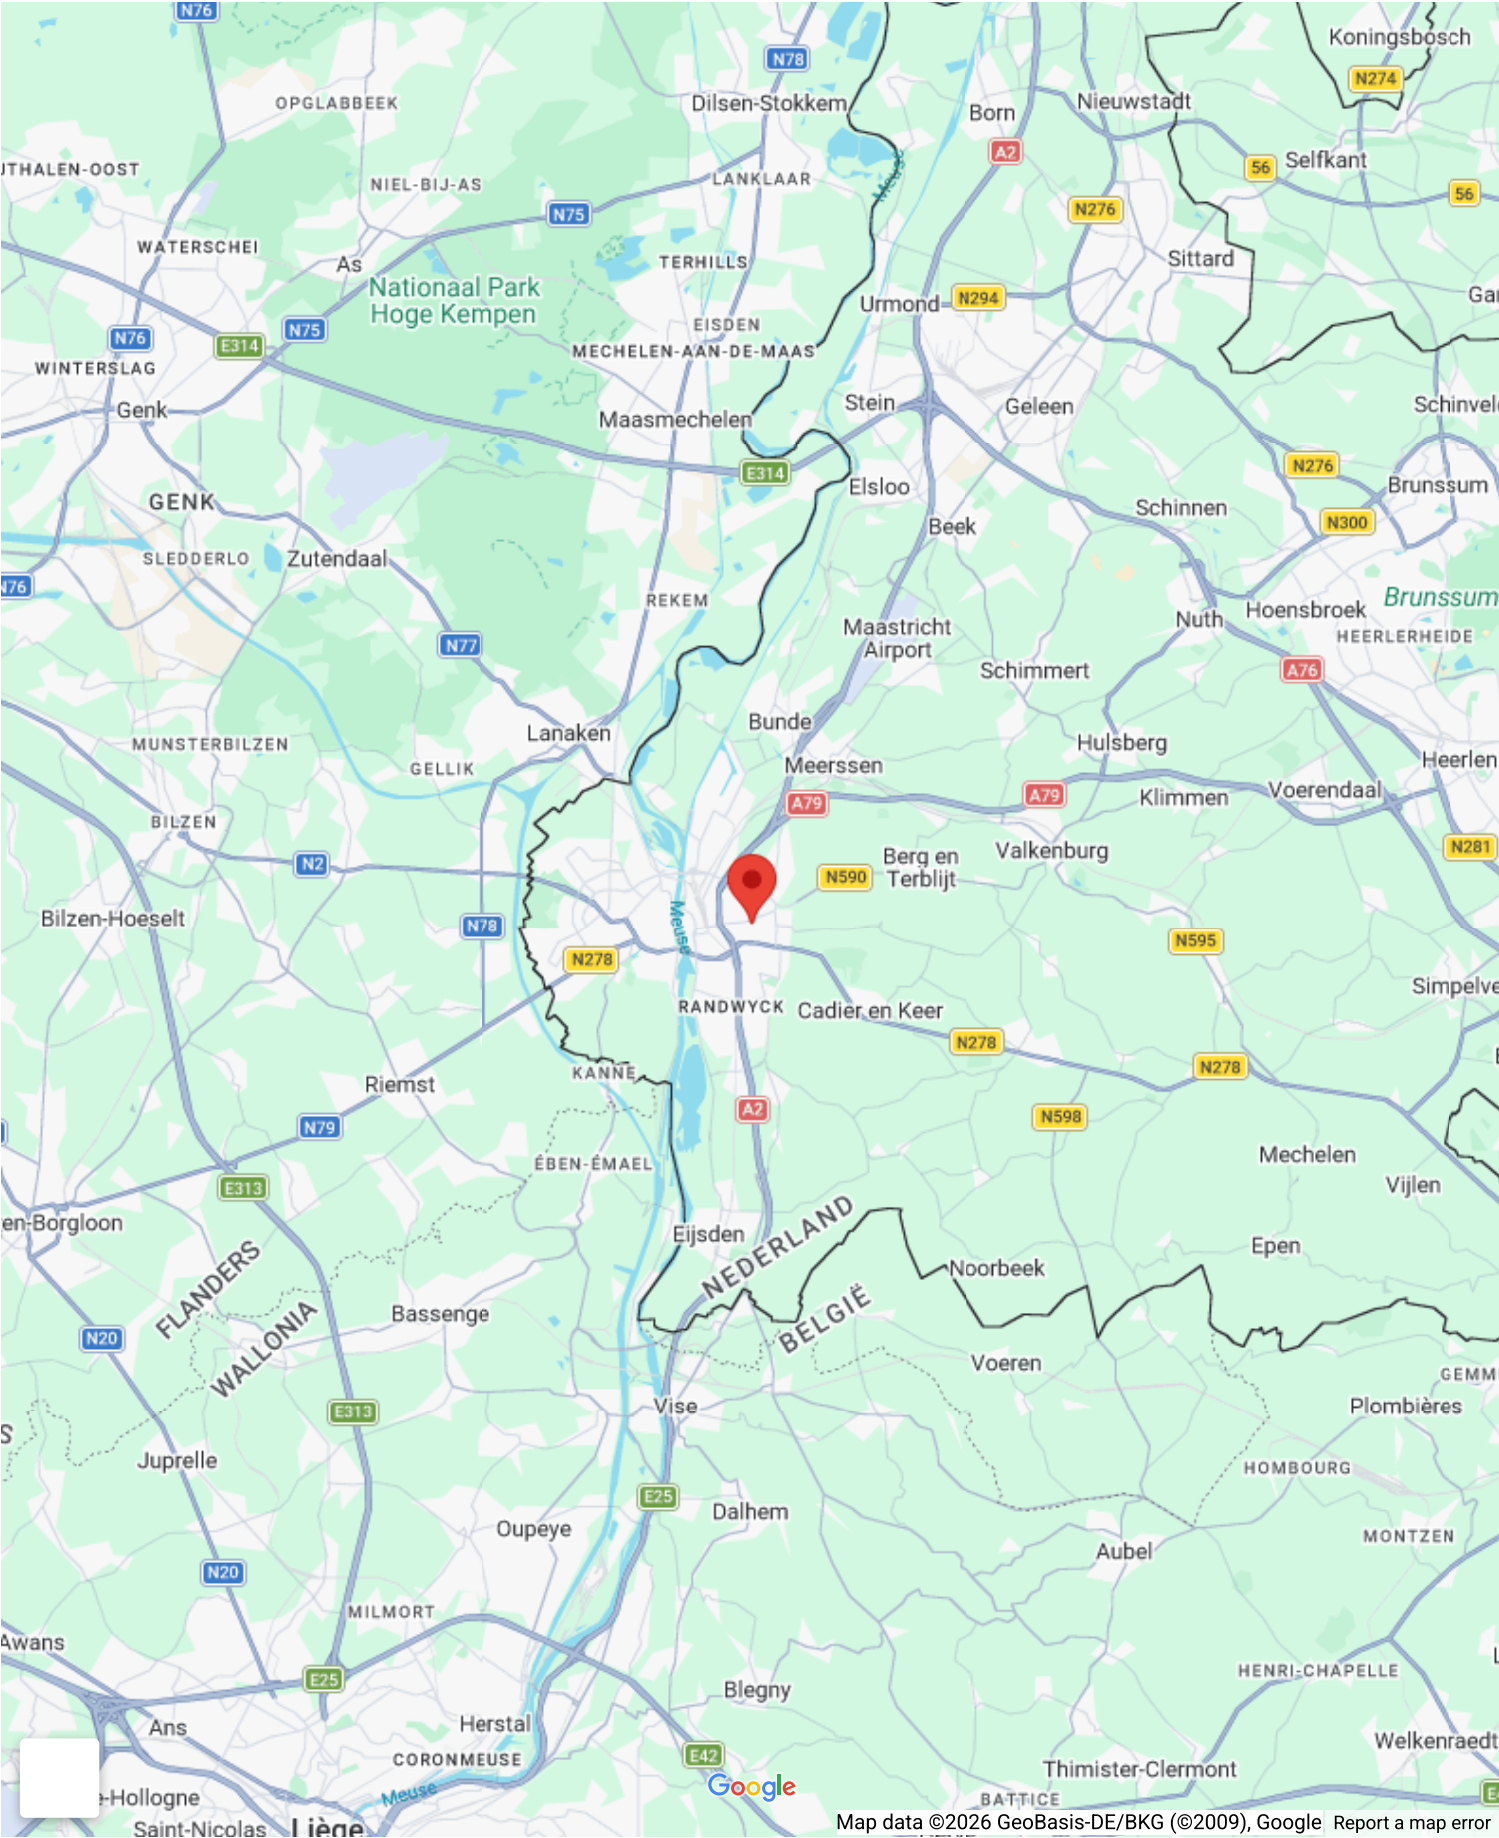 N76
Koningsbosch
N78
N274
OPGLABBEEK
Dilsen-Stokkem
Born
Nieuwstadt
A2
Selfkant
JTHALEN-OOST
56
NIEL-BIJ-AS
LANKLAAR
Meuse
56
N75
N276
WATERSCHEI
As
TERHILLS
Sittard
Nationaal Park
Hoge Kempen
Urmond
N294
Gar
N76
N75
E314
EISDEN
MECHELEN-AAN-DE-MAAS
WINTERSLAG
Genk
Maasmechelen
Stein
Geleen
Schinvel
E314
N276
GENK
Elsloo
Brunssum
Schinnen
Beek
N300
SLEDDERLO
Zutendaal
N76
REKEM
Brunssum
Hoensbroek
Nuth
HEERLERHEIDE
N77
Maastricht
Airport
Schimmert
A76
Lanaken
Bunde
MUNSTERBILZEN
Hulsberg
GELLIK
Meerssen
Heerlen
A79
A79
Klimmen
Voerendaal
BILZEN
Valkenburg
N281
N2
Berg en
Terblijt
N590
Bilzen-Hoeselt
N78
Meuse
N595
N278
Simpelve
RANDWYCK
Cadier en Keer
N278
N278
KANNE
Riemst
A2
N598
N79
ÉBEN-ÉMAEL
Mechelen
E313
Vijlen
en-Borgloon
Eijsden
NEDERLAND
Epen
FLANDERS
Noorbeek
BELGIË
WALLONIA
Bassenge
N20
Voeren
GEMM
Vise
Plombières
E313
S
Juprelle
HOMBOURG
E25
Dalhem
Oupeye
MONTZEN
Aubel
N20
MILMORT
Awans
E25
HENRI-CHAPELLE
Blegny
Ans
Herstal
Welkenraedt
CORONMEUSE
E42
Thimister-Clermont
Google
Meuse
e-Hollogne
BATTICE
Saint-Nicolas
Liège
Map data ©2026 GeoBasis-DE/BKG (©2009), Google
Report a map error